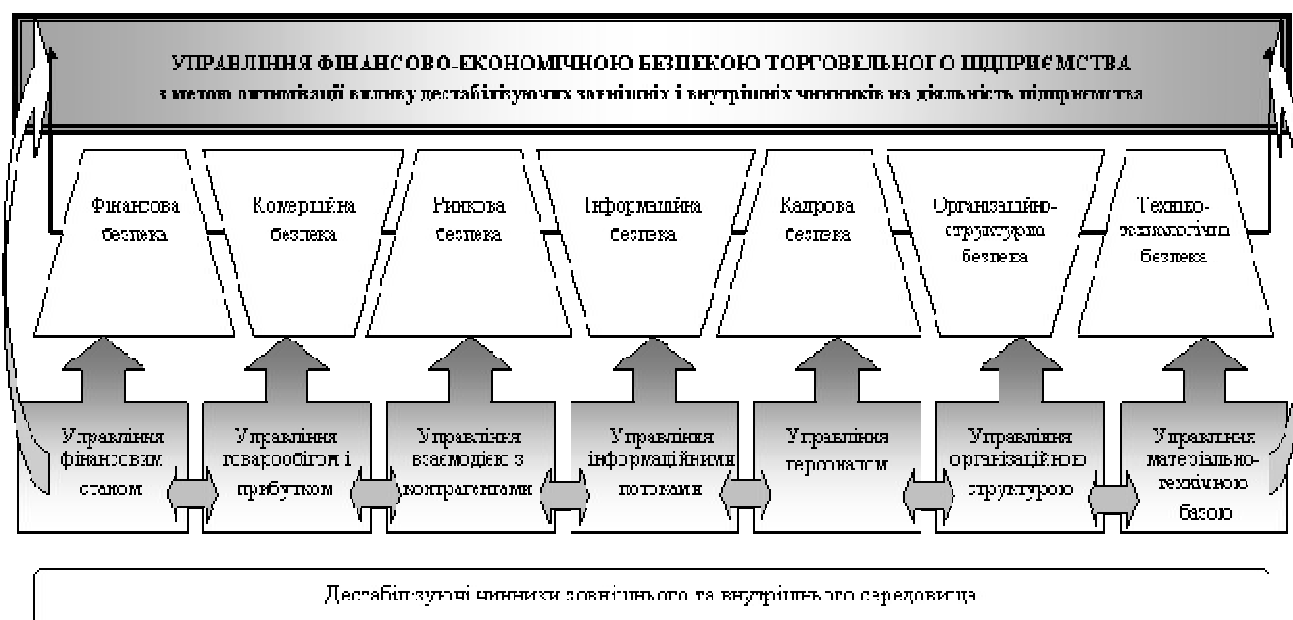 УПРАВЛІННЯ ФІНАНСОВО-ЕКОНОМІЧНОЮ БЕЗПЕКОЮ ТОРГОВЕЛЬНОГО ПІДПРИЄМСТВА
з метою оптимізації впливу дестабілізуючих зовнішніх і внутрішніх чинників на діяльність підприємства
Фінансова
безпека
Комерційна
безпека
Ринкова
безпека
Інформаційна
безпека
Кадрова
безпека
Організаційно-
структурна
безпека
Техніко-
технологічна
безпека
Управління
фінансовим
станом
Управління
товарообігом і
прибутком
Управління
взаємодією з
контрагентами
Управління
інформаційними
потоками
Управління
персоналом
Управління
організаційною
структурою
Управління
матеріально-
технічною
базою
Дестабілізуючі чинники зовнішнього та внутрішнього середовища